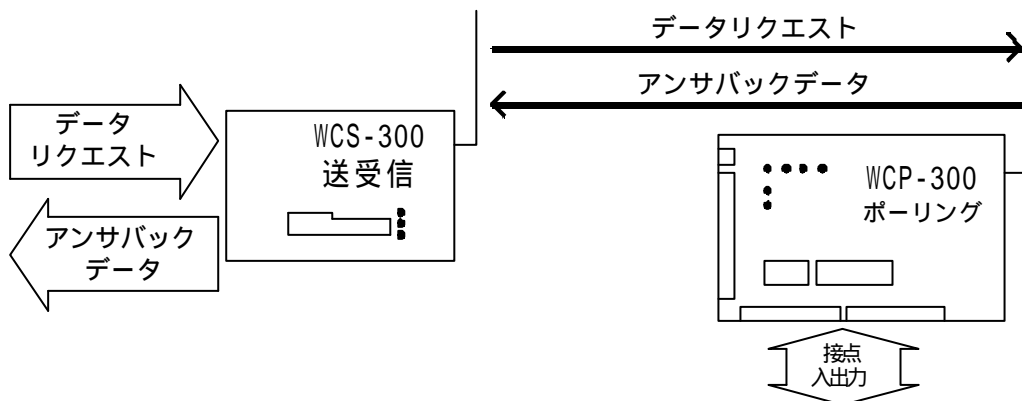 データリクエスト
アンサバックデータ
データ
リクエスト
WCS-300
送受信
アンサバック
データ
WCP-300
ポーリング
接点
入出力